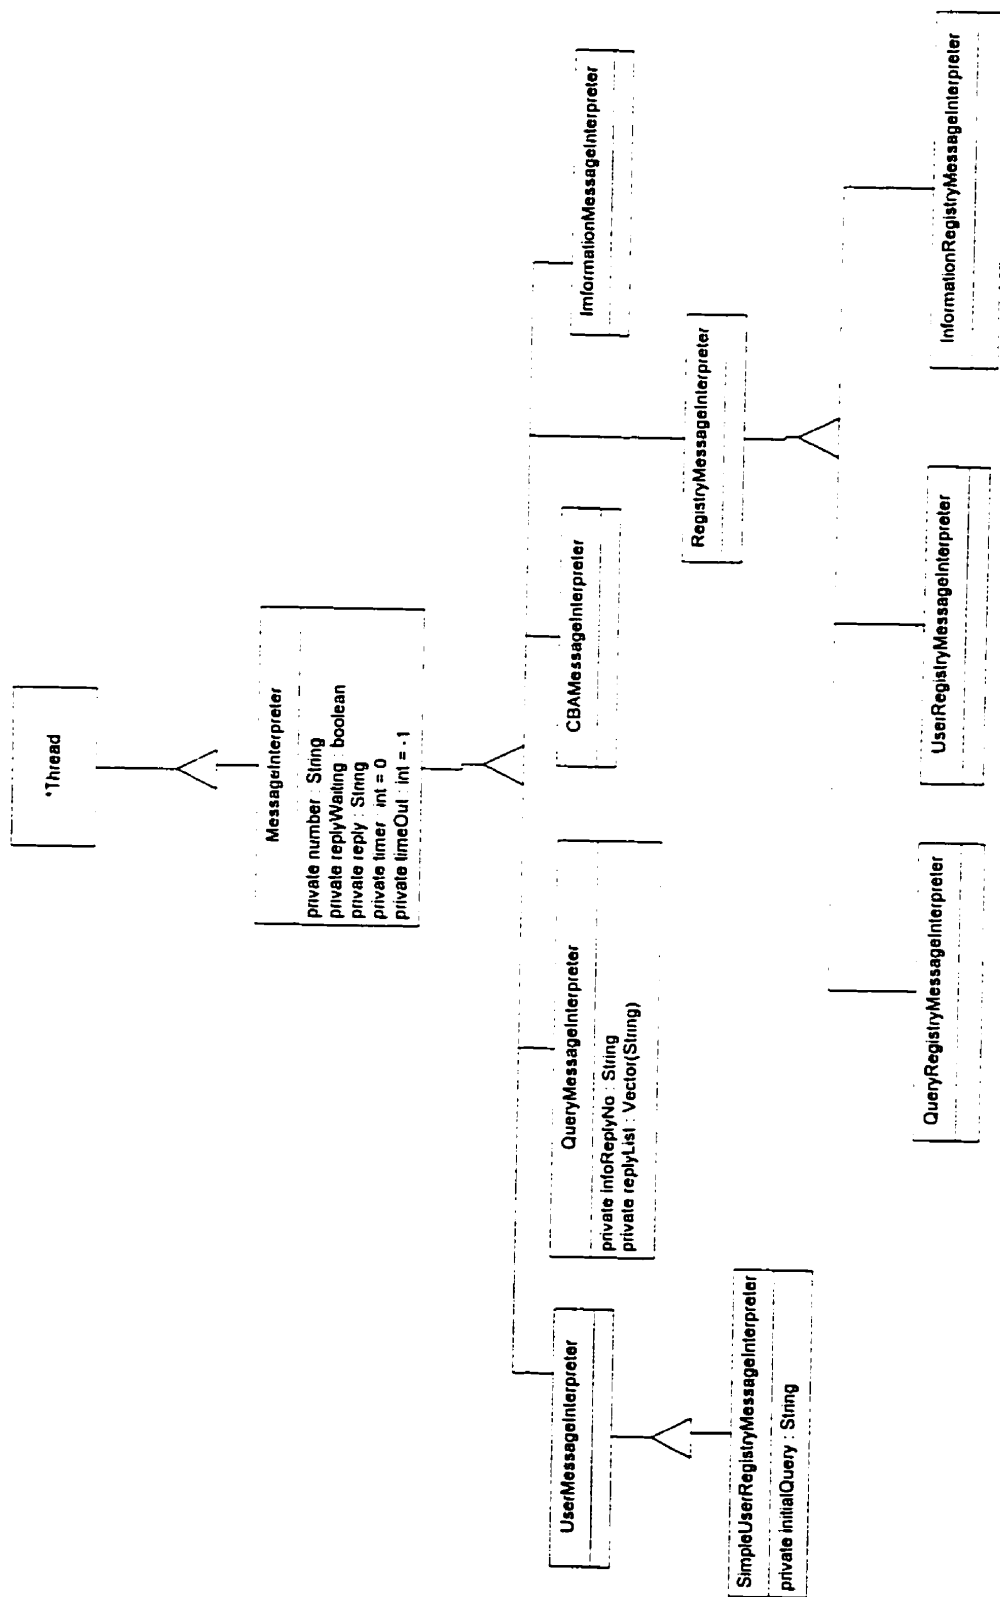 *Thread
MessageInterpreter
private number : String
private replyWaiting : boolean
private reply : String
private timer : int = 0
private timeOut : int = -1
UserMessageInterpreter
QueryMessageInterpreter
private infoReplyNo : String
private replyList : Vector(String)
CBAMessageInterpreter
ImformationMessageInterpreter
SimpleUserRegistryMessageInterpreter
private initialQuery : String
RegistryMessageInterpreter
QueryRegistryMessageInterpreter
UserRegistryMessageInterpreter
InformationRegistryMessageInterpreter